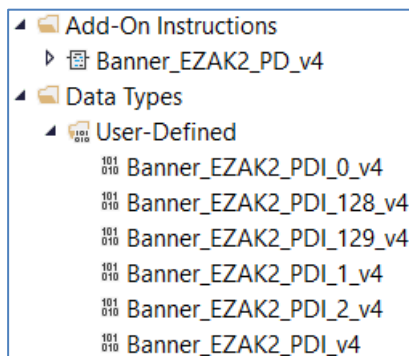 Add-On Instructions
Banner_EZAK2_PD_v4
Data Types
User-Defined
Banner_EZAK2_PDI_0_v4
Banner_EZAK2_PDI_128_v4
Banner_EZAK2_PDI_129_v4
Banner_EZAK2_PDI_1_v4
Banner_EZAK2_PDI_2_v4
Banner_EZAK2_PDI_v4